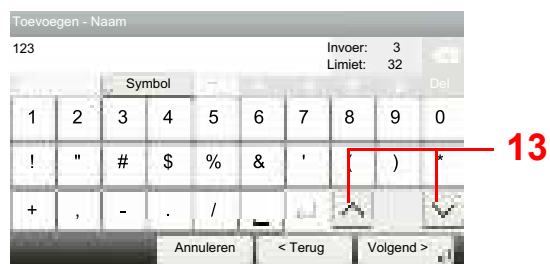 Toevoegen - Naam
123 Invoer: 3
Limiet: 32
Symbol Del
1 2 3 4 5 6 7 8 9 0
! " # $ % & ' ( ) *
+ , - . / _
Annuleren < Terug Volgend >
13